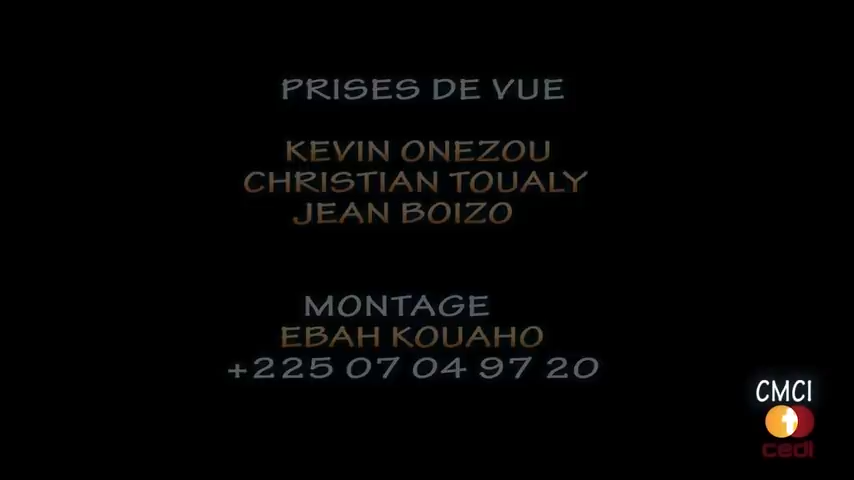 PRISES DE VUE
KEVIN ONEZOU
CHRISTIAN TOUALY
JEAN BOIZO
MONTAGE
EBAH KOUAHO
+225 07 04 97 20
CMCI
cedi